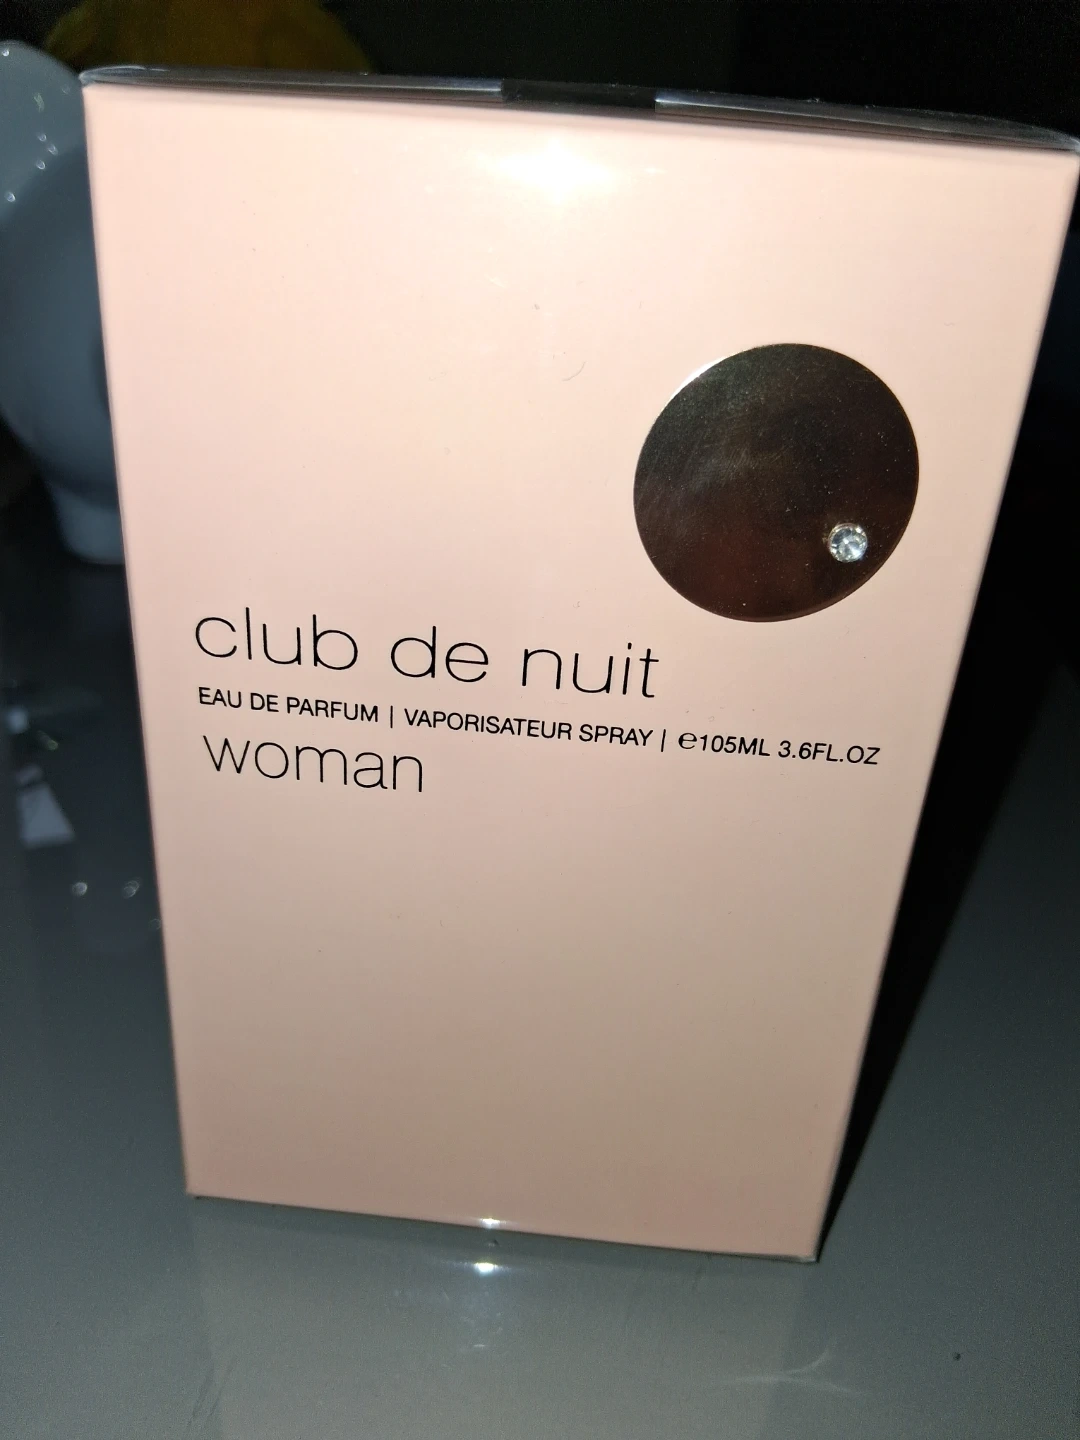 club de nuit
EAU DE PARFUM | VAPORISATEUR SPRAY | ℮105ML 3.6FL.OZ
woman